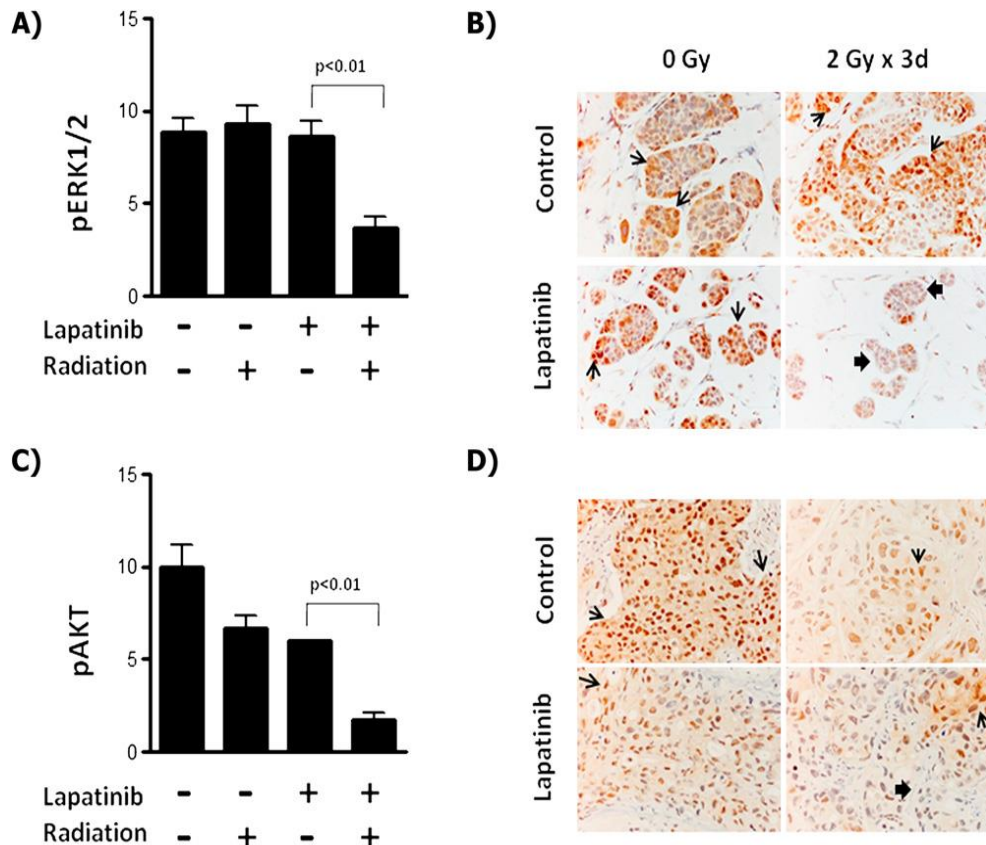 A)
15
10
5
0
pERK1/2
p<0.01
Lapatinib - - + +
Radiation - + - +
B)
0 Gy 2 Gy x 3d
Control
Lapatinib
C)
15
10
5
0
pAKT
p<0.01
Lapatinib - - + +
Radiation - + - +
D)
Control
Lapatinib